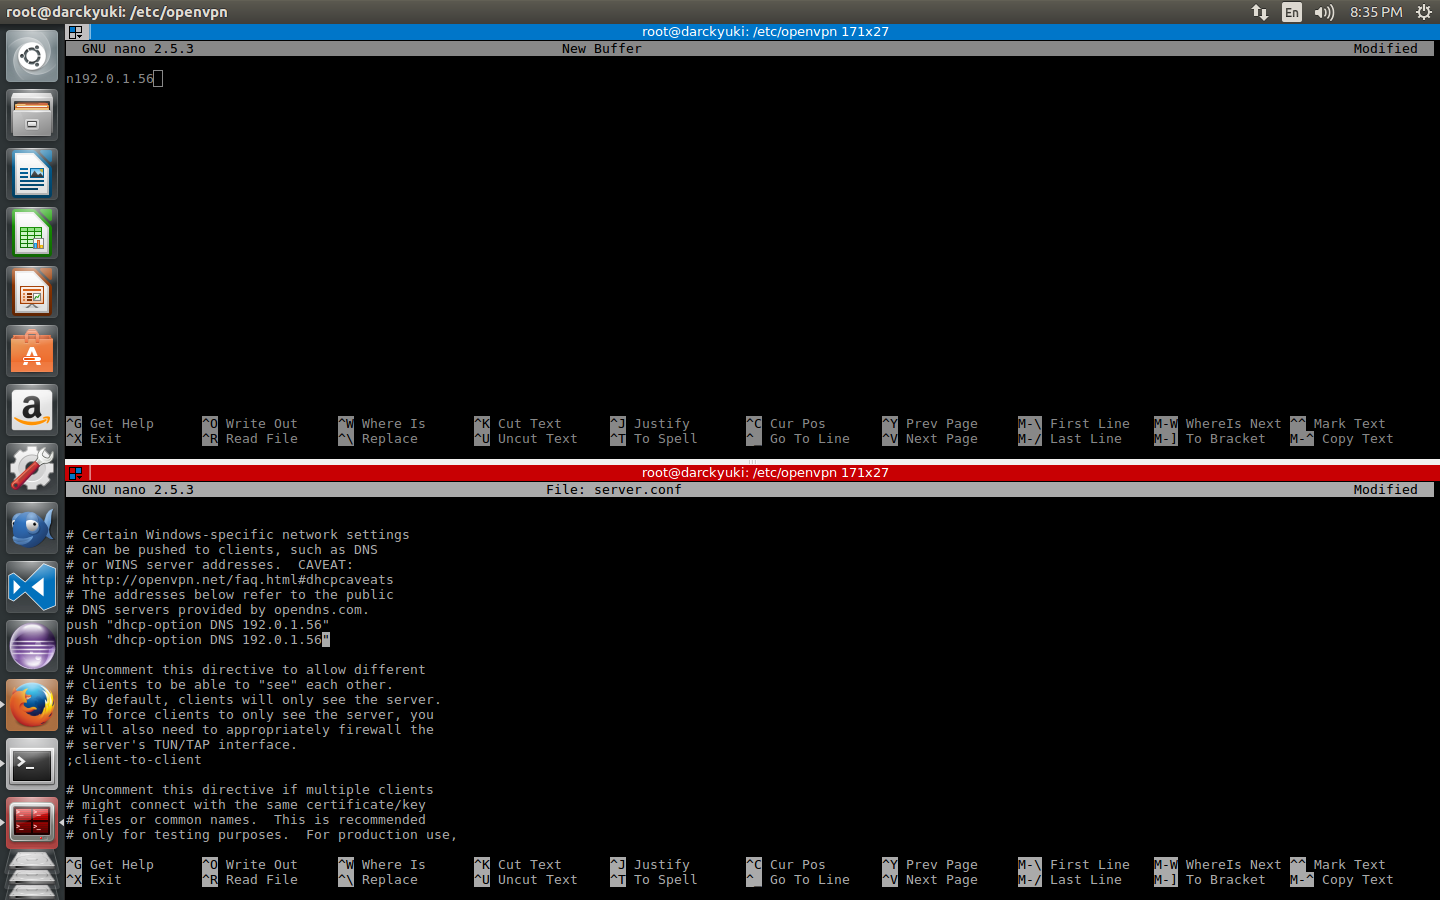 root@darckyuki: /etc/openvpn
En
8:35 PM
root@darckyuki: /etc/openvpn 171x27
GNU nano 2.5.3 New Buffer Modified
n192.0.1.56
^G Get Help ^O Write Out ^W Where Is ^K Cut Text ^J Justify ^C Cur Pos ^Y Prev Page M-\ First Line M-W WhereIs Next ^^ Mark Text
^X Exit ^R Read File ^\ Replace ^U Uncut Text ^T To Spell ^_ Go To Line ^V Next Page M-/ Last Line M-] To Bracket M-^ Copy Text
root@darckyuki: /etc/openvpn 171x27
GNU nano 2.5.3 File: server.conf Modified
# Certain Windows-specific network settings
# can be pushed to clients, such as DNS
# or WINS server addresses.  CAVEAT:
# http://openvpn.net/faq.html#dhcpcaveats
# The addresses below refer to the public
# DNS servers provided by opendns.com.
push "dhcp-option DNS 192.0.1.56"
push "dhcp-option DNS 192.0.1.56"
# Uncomment this directive to allow different
# clients to be able to "see" each other.
# By default, clients will only see the server.
# To force clients to only see the server, you
# will also need to appropriately firewall the
# server's TUN/TAP interface.
;client-to-client
# Uncomment this directive if multiple clients
# might connect with the same certificate/key
# files or common names.  This is recommended
# only for testing purposes.  For production use,
^G Get Help ^O Write Out ^W Where Is ^K Cut Text ^J Justify ^C Cur Pos ^Y Prev Page M-\ First Line M-W WhereIs Next ^^ Mark Text
^X Exit ^R Read File ^\ Replace ^U Uncut Text ^T To Spell ^_ Go To Line ^V Next Page M-/ Last Line M-] To Bracket M-^ Copy Text